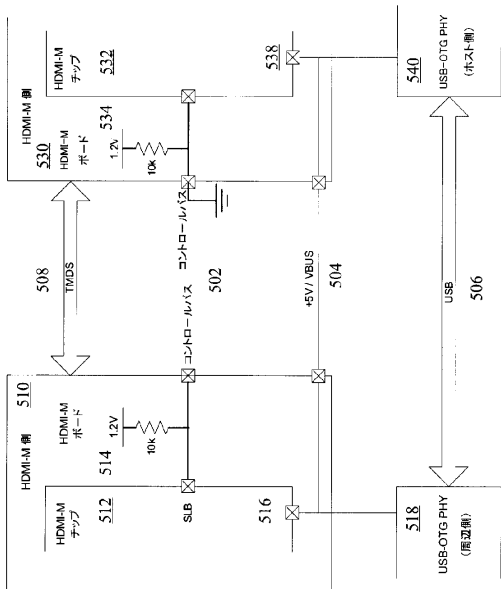 HDMI-M 側
510
HDMI-M
ボード
514
1.2V
10k
HDMI-M
チップ
512
SLB
516
518
USB-OTG PHY
(周辺側)
508
TMDS
コントロールバス
コントロールバス
502
+5V / VBUS
504
USB
506
HDMI-M 側
530
HDMI-M
ボード
534
1.2V
10k
HDMI-M
チップ
532
538
540
USB-OTG PHY
(ホスト側)